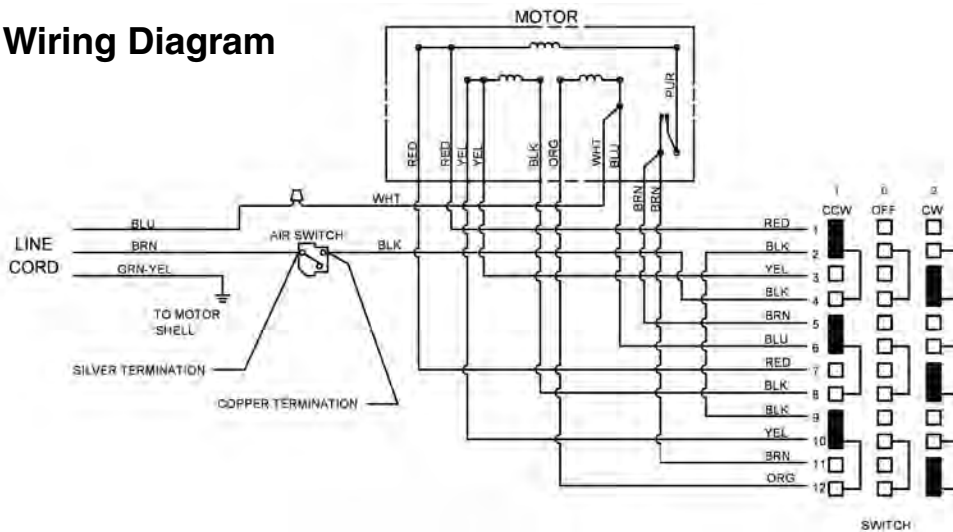 Wiring Diagram
MOTOR
PUR
RED
RED
YEL
YEL
BLK
ORG
WHT
BLU
BRN
BRN
WHT
BLU
BRN
GRN-YEL
LINE
CORD
AIR SWITCH
BLK
TO MOTOR
SHELL
SILVER TERMINATION
COPPER TERMINATION
1 0 2
CCW OFF CW
RED 1
BLK 2
YEL 3
BLK 4
BRN 5
BLU 6
RED 7
BLK 8
BLK 9
YEL 10
BRN 11
ORG 12
SWITCH